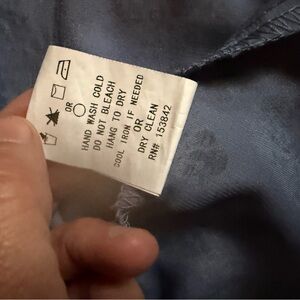 OR
HAND WASH COLD
DO NOT BLEACH
HANG TO DRY
COOL IRON IF NEEDED
OR
DRY CLEAN
RN# 153842